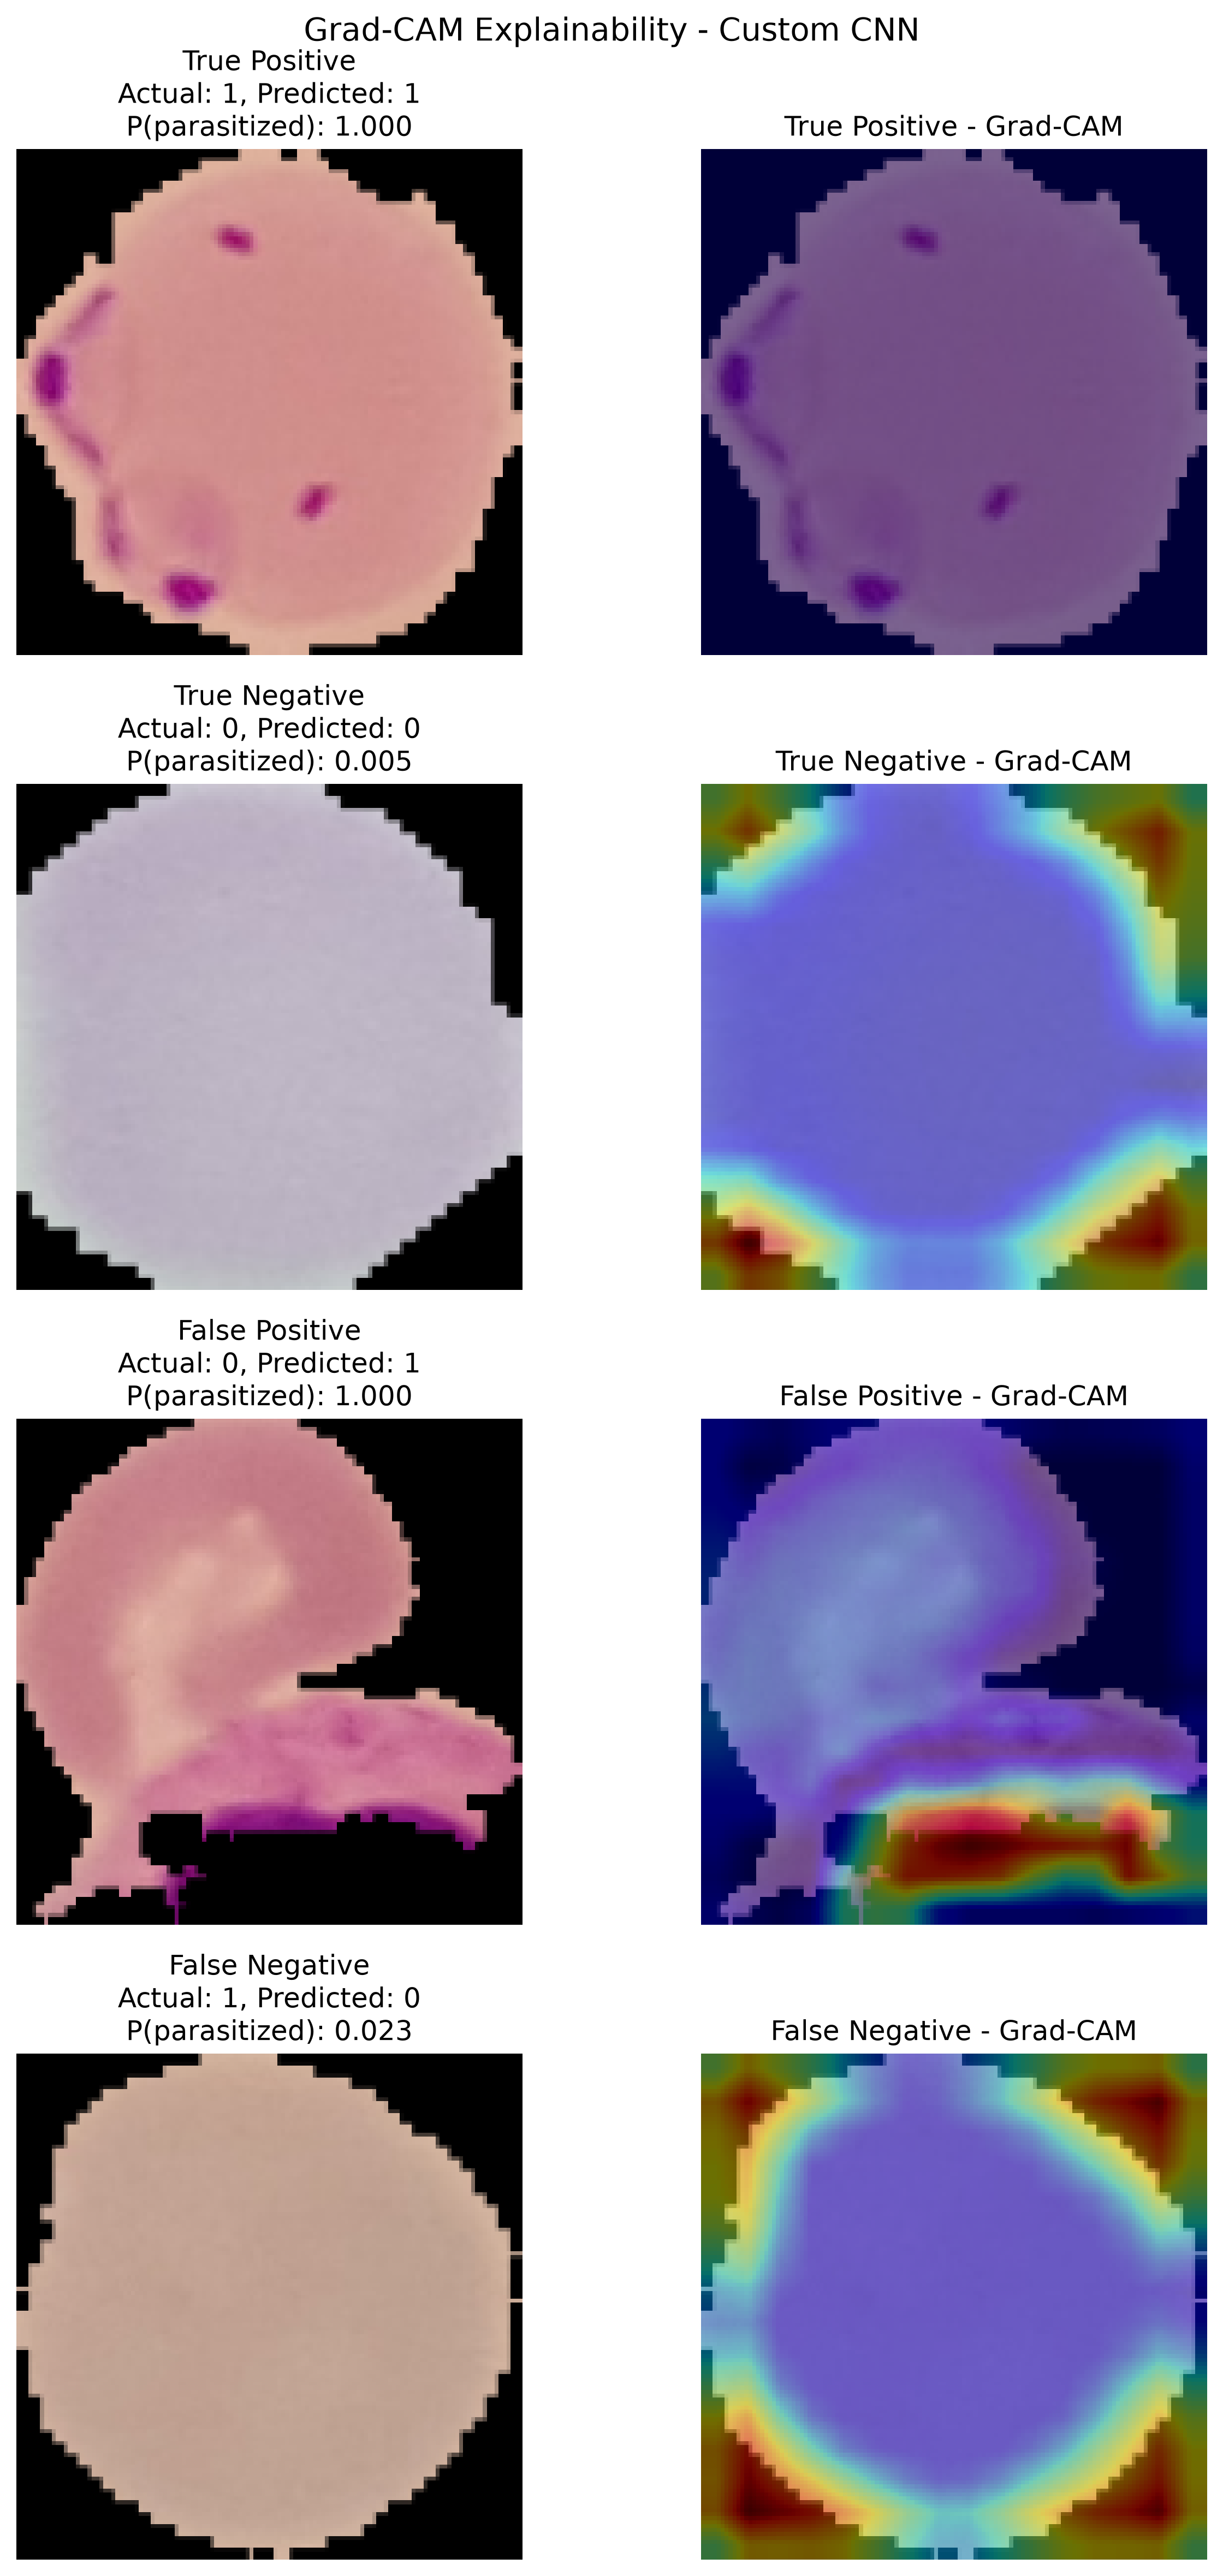 Grad-CAM Explainability - Custom CNN
True Positive
Actual: 1, Predicted: 1
P(parasitized): 1.000
True Positive - Grad-CAM
True Negative
Actual: 0, Predicted: 0
P(parasitized): 0.005
True Negative - Grad-CAM
False Positive
Actual: 0, Predicted: 1
P(parasitized): 1.000
False Positive - Grad-CAM
False Negative
Actual: 1, Predicted: 0
P(parasitized): 0.023
False Negative - Grad-CAM